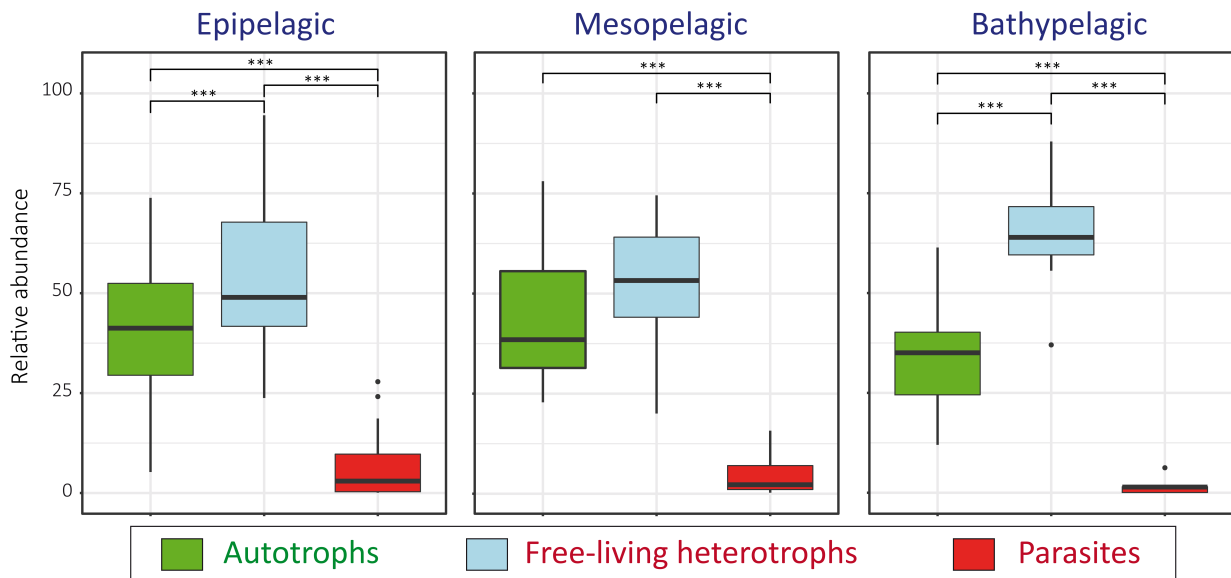 Epipelagic Mesopelagic Bathypelagic
*** *** ***
*** *** ***
*** ***
100
75
50
25
0
Relative abundance
Autotrophs Free-living heterotrophs Parasites